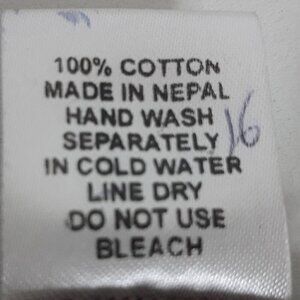 100% COTTON
MADE IN NEPAL
HAND WASH
SEPARATELY
16
IN COLD WATER
LINE DRY
DO NOT USE
BLEACH